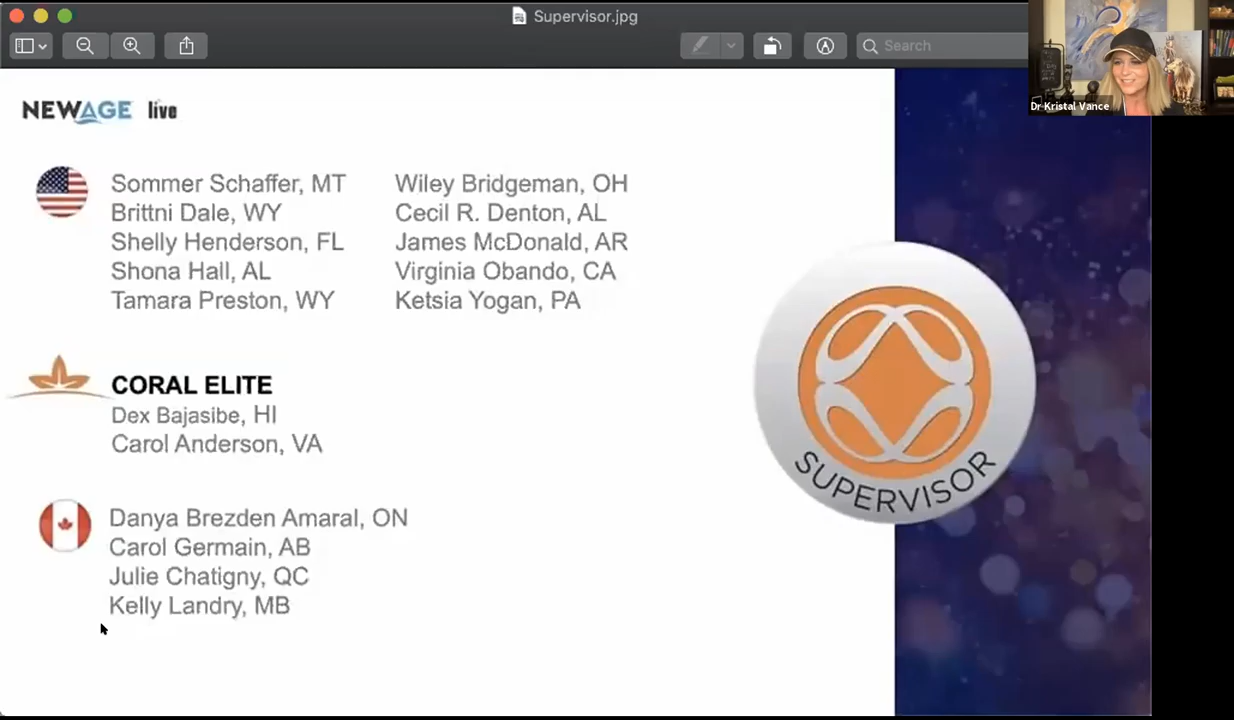 Supervisor.jpg
Search
Dr Kristal Vance
NEWAGE live
Sommer Schaffer, MT
Brittni Dale, WY
Shelly Henderson, FL
Shona Hall, AL
Tamara Preston, WY
Wiley Bridgeman, OH
Cecil R. Denton, AL
James McDonald, AR
Virginia Obando, CA
Ketsia Yogan, PA
CORAL ELITE
Dex Bajasibe, HI
Carol Anderson, VA
Danya Brezden Amaral, ON
Carol Germain, AB
Julie Chatigny, QC
Kelly Landry, MB
SUPERVISOR